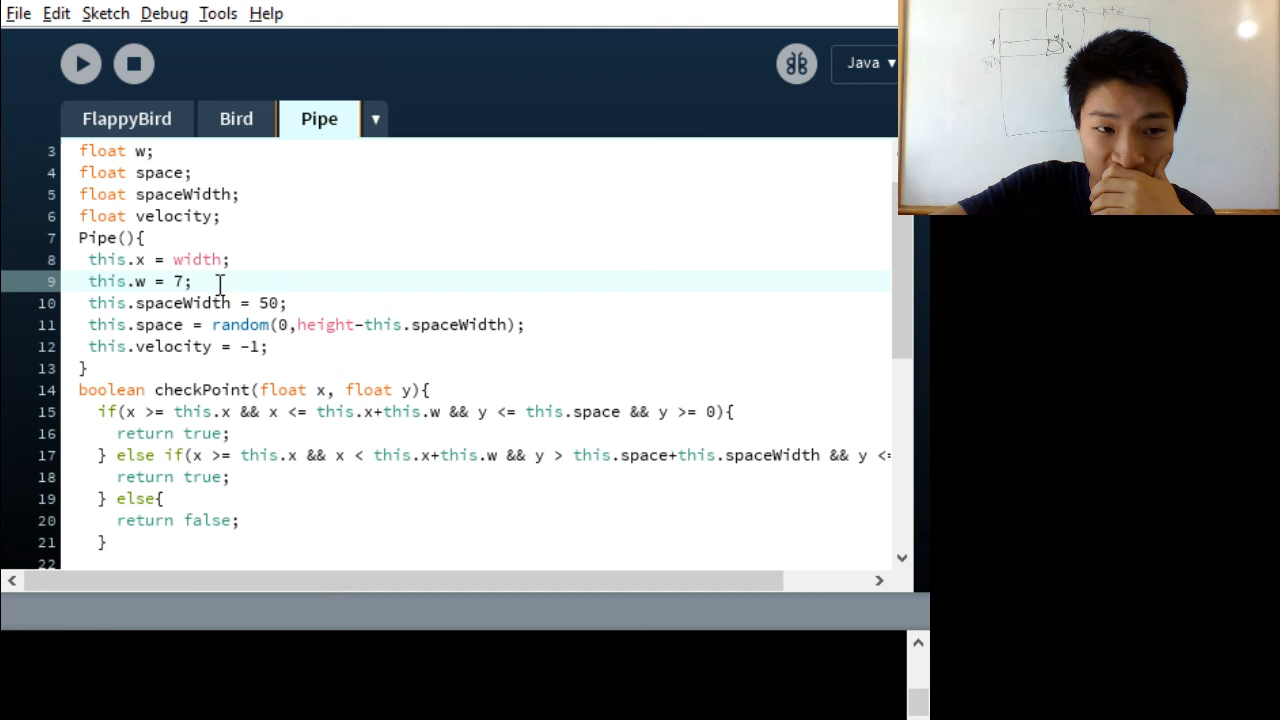 File Edit Sketch Debug Tools Help
Java ▾
FlappyBird Bird Pipe ▾
3 float w;
4 float space;
5 float spaceWidth;
6 float velocity;
7 Pipe(){
8 this.x = width;
9 this.w = 7;
10 this.spaceWidth = 50;
11 this.space = random(0,height-this.spaceWidth);
12 this.velocity = -1;
13 }
14 boolean checkPoint(float x, float y){
15 if(x >= this.x && x <= this.x+this.w && y <= this.space && y >= 0){
16 return true;
17 } else if(x >= this.x && x < this.x+this.w && y > this.space+this.spaceWidth && y <=
18 return true;
19 } else{
20 return false;
21 }
22